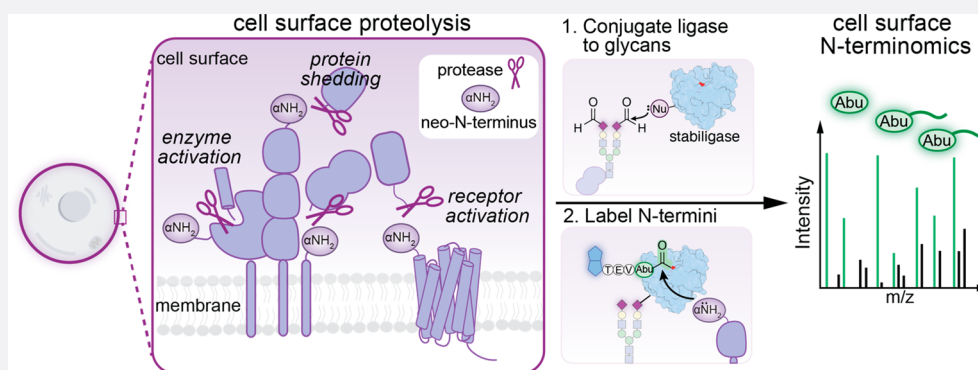 cell surface proteolysis
cell surface
protein
shedding
protease
αNH2
neo-N-terminus
αNH2
enzyme
activation
receptor
activation
αNH2
αNH2
αNH2
membrane
1. Conjugate ligase
to glycans
O
O
H
H
:Nu
stabiligase
2. Label N-termini
O
T E V Abu
αN̈H2
cell surface
N-terminomics
Abu
Abu
Abu
Intensity
m/z